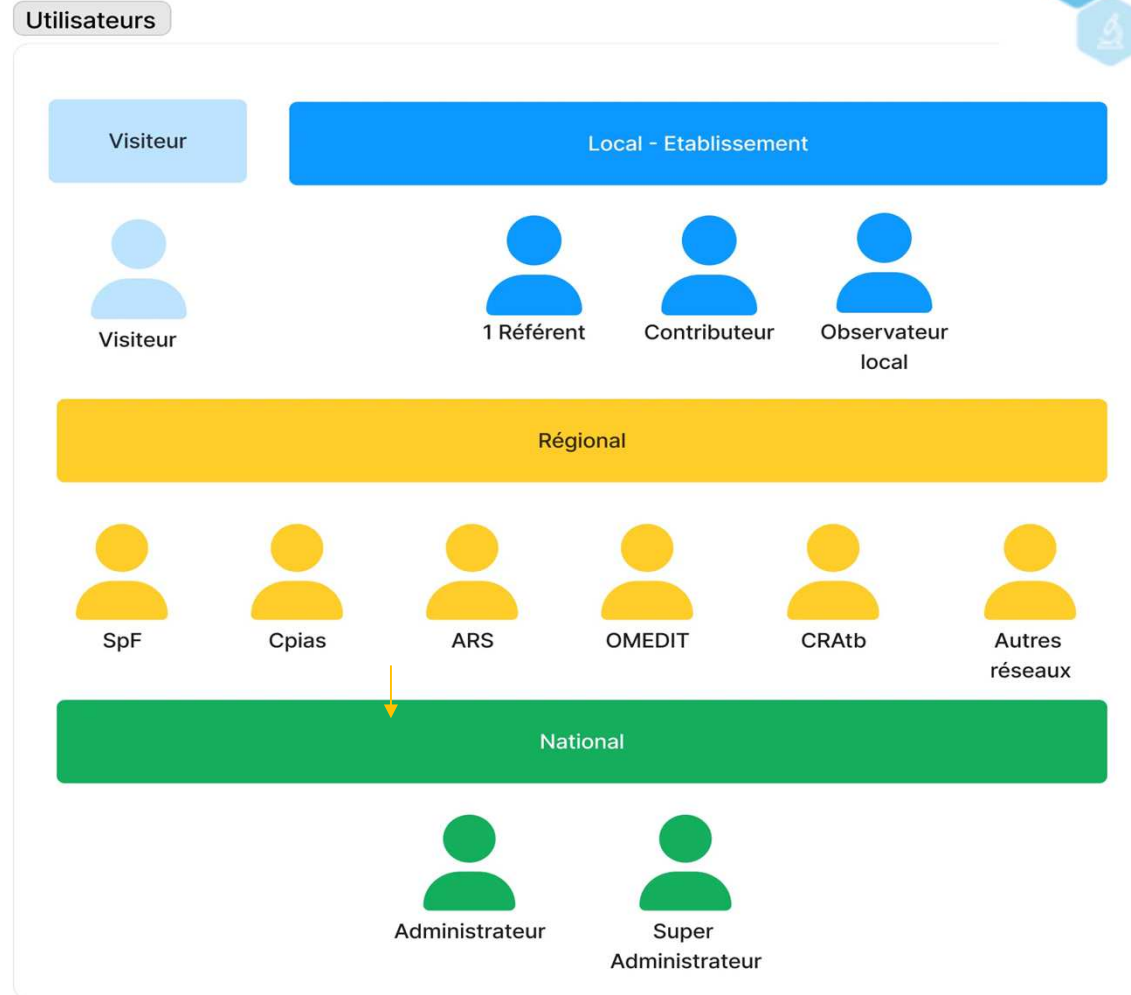 Utilisateurs
Visiteur
Local - Etablissement
Visiteur
1 Référent
Contributeur
Observateur
local
Régional
SpF
Cpias
ARS
OMEDIT
CRAtb
Autres
réseaux
National
Administrateur
Super
Administrateur